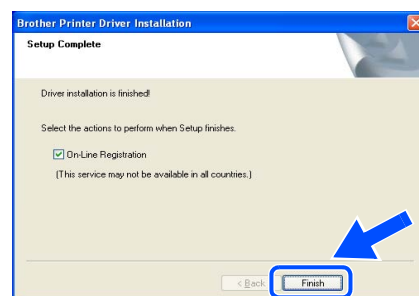 Brother Printer Driver Installation
Setup Complete
Driver installation is finished!
Select the actions to perform when Setup finishes.
On-Line Registration
(This service may not be available in all countries.)
< Back
Finish